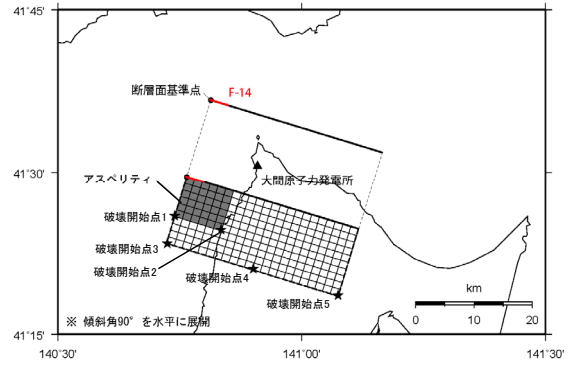 41°45'
断層面基準点
F-14
41°30'
大間原子力発電所
アスペリティ
破壊開始点1
破壊開始点3
破壊開始点2
破壊開始点4
破壊開始点5
km
0 10 20
※ 傾斜角90°を水平に展開
41°15'
140°30' 141°00' 141°30'